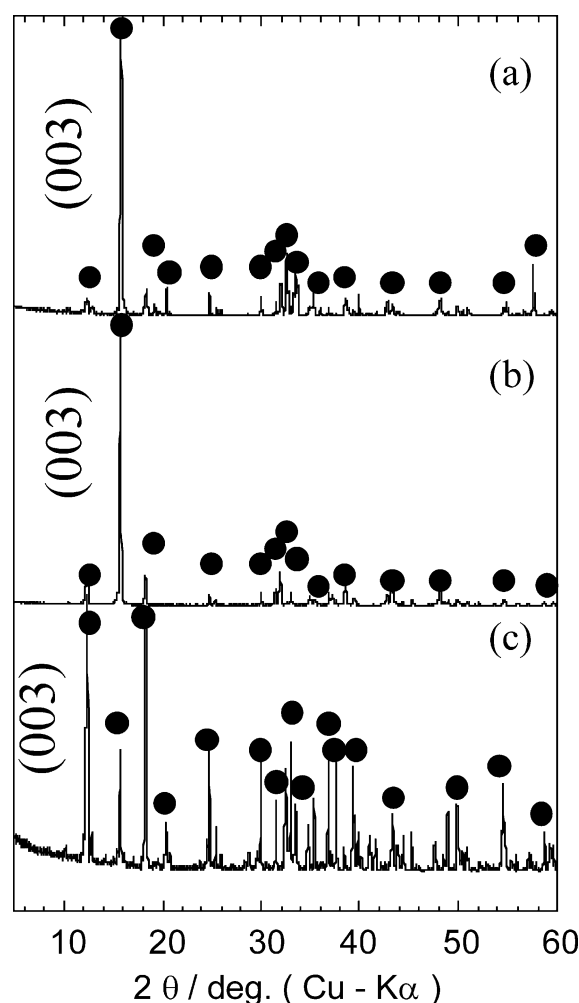 (a)
(003)
(b)
(003)
(c)
(003)
10 20 30 40 50 60
2 θ / deg. ( Cu - Kα )